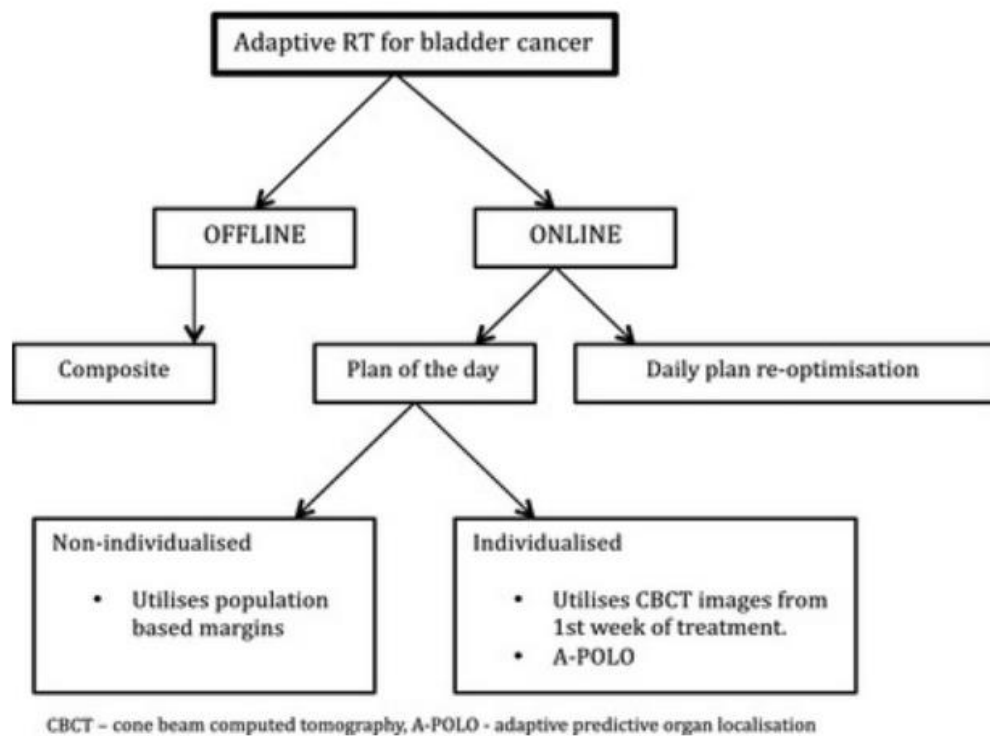 Adaptive RT for bladder cancer
OFFLINE
ONLINE
Composite
Plan of the day
Daily plan re-optimisation
Non-individualised
• Utilises population
based margins
Individualised
• Utilises CBCT images from
1st week of treatment.
• A-POLO
CBCT – cone beam computed tomography, A-POLO - adaptive predictive organ localisation